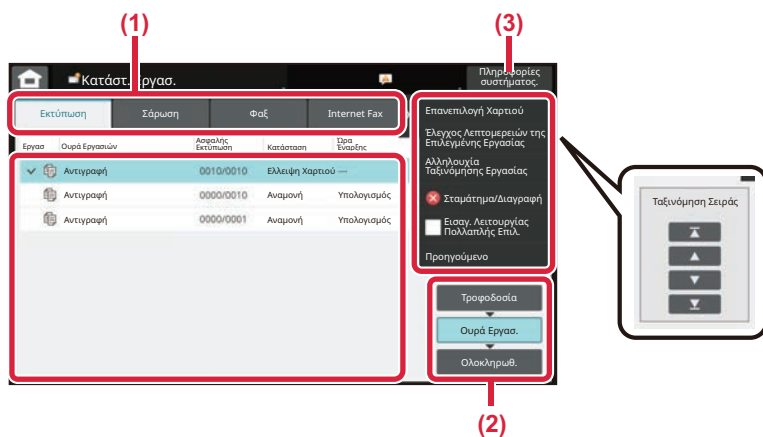 (1)
(3)
Κατάστ. Εργασ.
Πληροφορίες
συστήματος.
Εκτύπωση
Σάρωση
Φαξ
Internet Fax
Εργασ
Ουρά Εργασιών
Ασφαλής
Εκτύπωση
Κατάσταση
Ώρα
Έναρξης
Αντιγραφή
0010/0010
Ελλειψη Χαρτιού ---
Αντιγραφή
0000/0010
Αναμονή
Υπολογισμός
Αντιγραφή
0000/0001
Αναμονή
Υπολογισμός
Επανεπιλογή Χαρτιού
Έλεγχος Λεπτομερειών της
Επιλεγμένης Εργασίας
Αλληλουχία
Ταξινόμησης Εργασίας
Σταμάτημα/Διαγραφή
Εισαγ. Λειτουργίας
Πολλαπλής Επιλ.
Προηγούμενο
Ταξινόμηση Σειράς
Τροφοδοσία
Ουρά Εργασ.
Ολοκληρωθ.
(2)